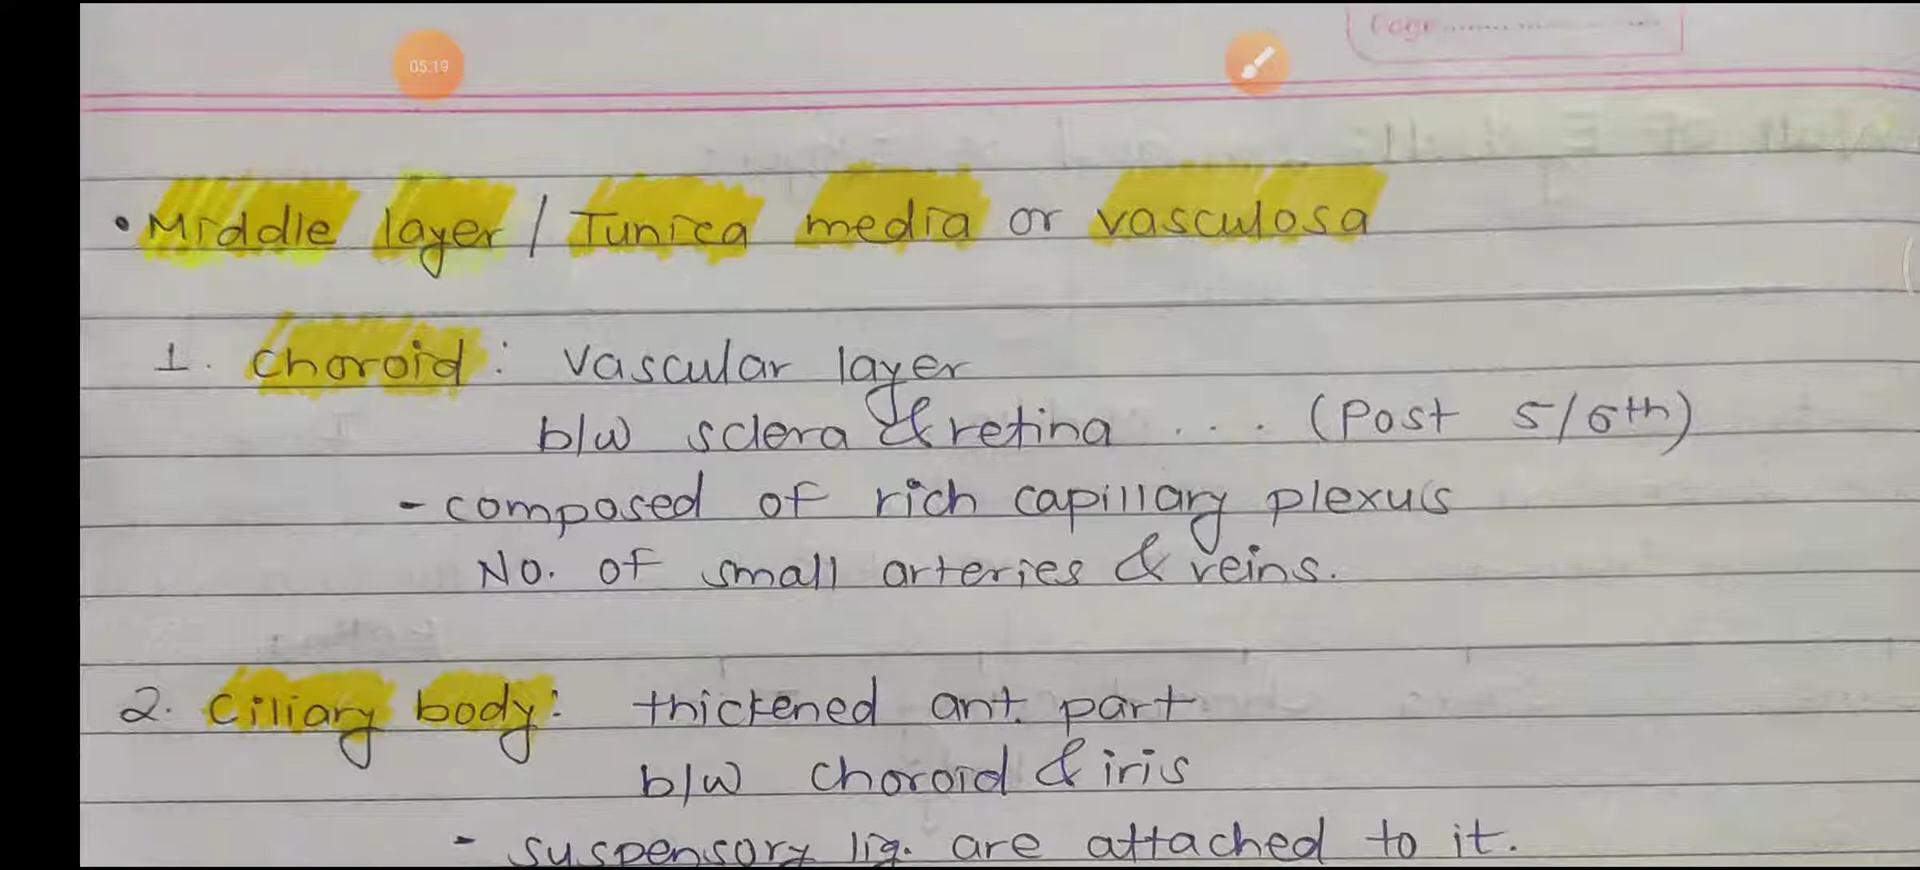 Page
05:19
• Middle layer / Tunica media or vasculosa
1. Choroid: Vascular layer
b/w sclera & retina ... (Post 5/6th)
- composed of rich capillary plexus
No. of small arteries & veins.
2. Ciliary body: thickened ant. part
b/w choroid & iris
- suspensory lig. are attached to it.